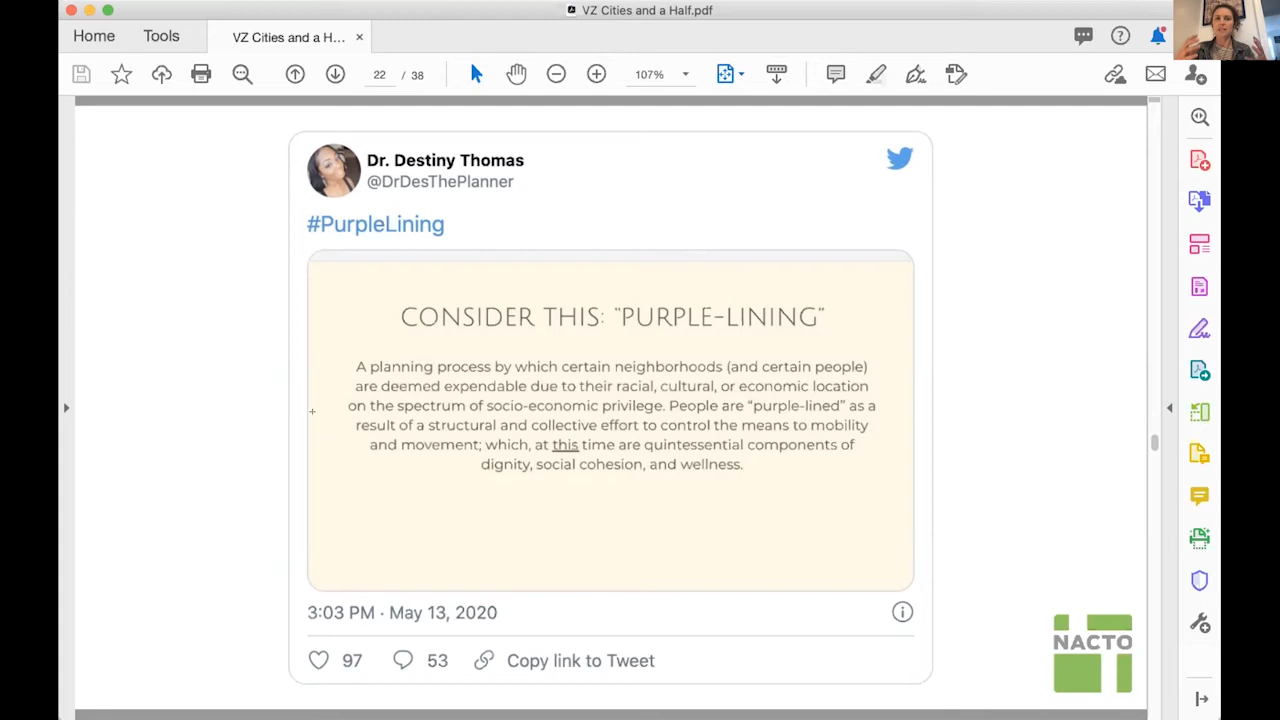 VZ Cities and a Half.pdf
Home
Tools
VZ Cities and a H...
22 / 38
107%
Dr. Destiny Thomas
@DrDesThePlanner
#PurpleLining
CONSIDER THIS: "PURPLE-LINING"
A planning process by which certain neighborhoods (and certain people)
are deemed expendable due to their racial, cultural, or economic location
on the spectrum of socio-economic privilege. People are “purple-lined” as a
result of a structural and collective effort to control the means to mobility
and movement; which, at this time are quintessential components of
dignity, social cohesion, and wellness.
3:03 PM · May 13, 2020
97
53
Copy link to Tweet
NACTO